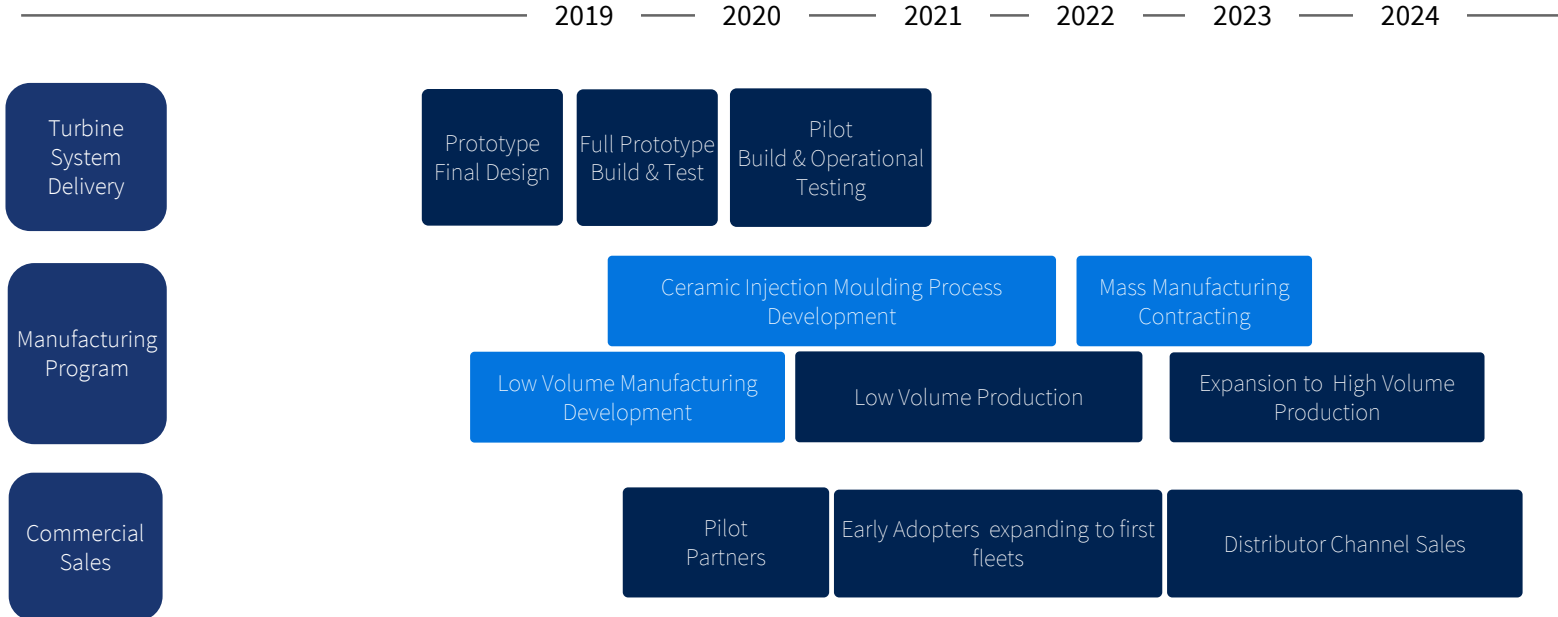 2019 2020 2021 2022 2023 2024
Turbine
System
Delivery
Prototype
Final Design
Full Prototype
Build & Test
Pilot
Build & Operational
Testing
Manufacturing
Program
Ceramic Injection Moulding Process
Development
Mass Manufacturing
Contracting
Low Volume Manufacturing
Development
Low Volume Production
Expansion to High Volume
Production
Commercial
Sales
Pilot
Partners
Early Adopters expanding to first
fleets
Distributor Channel Sales